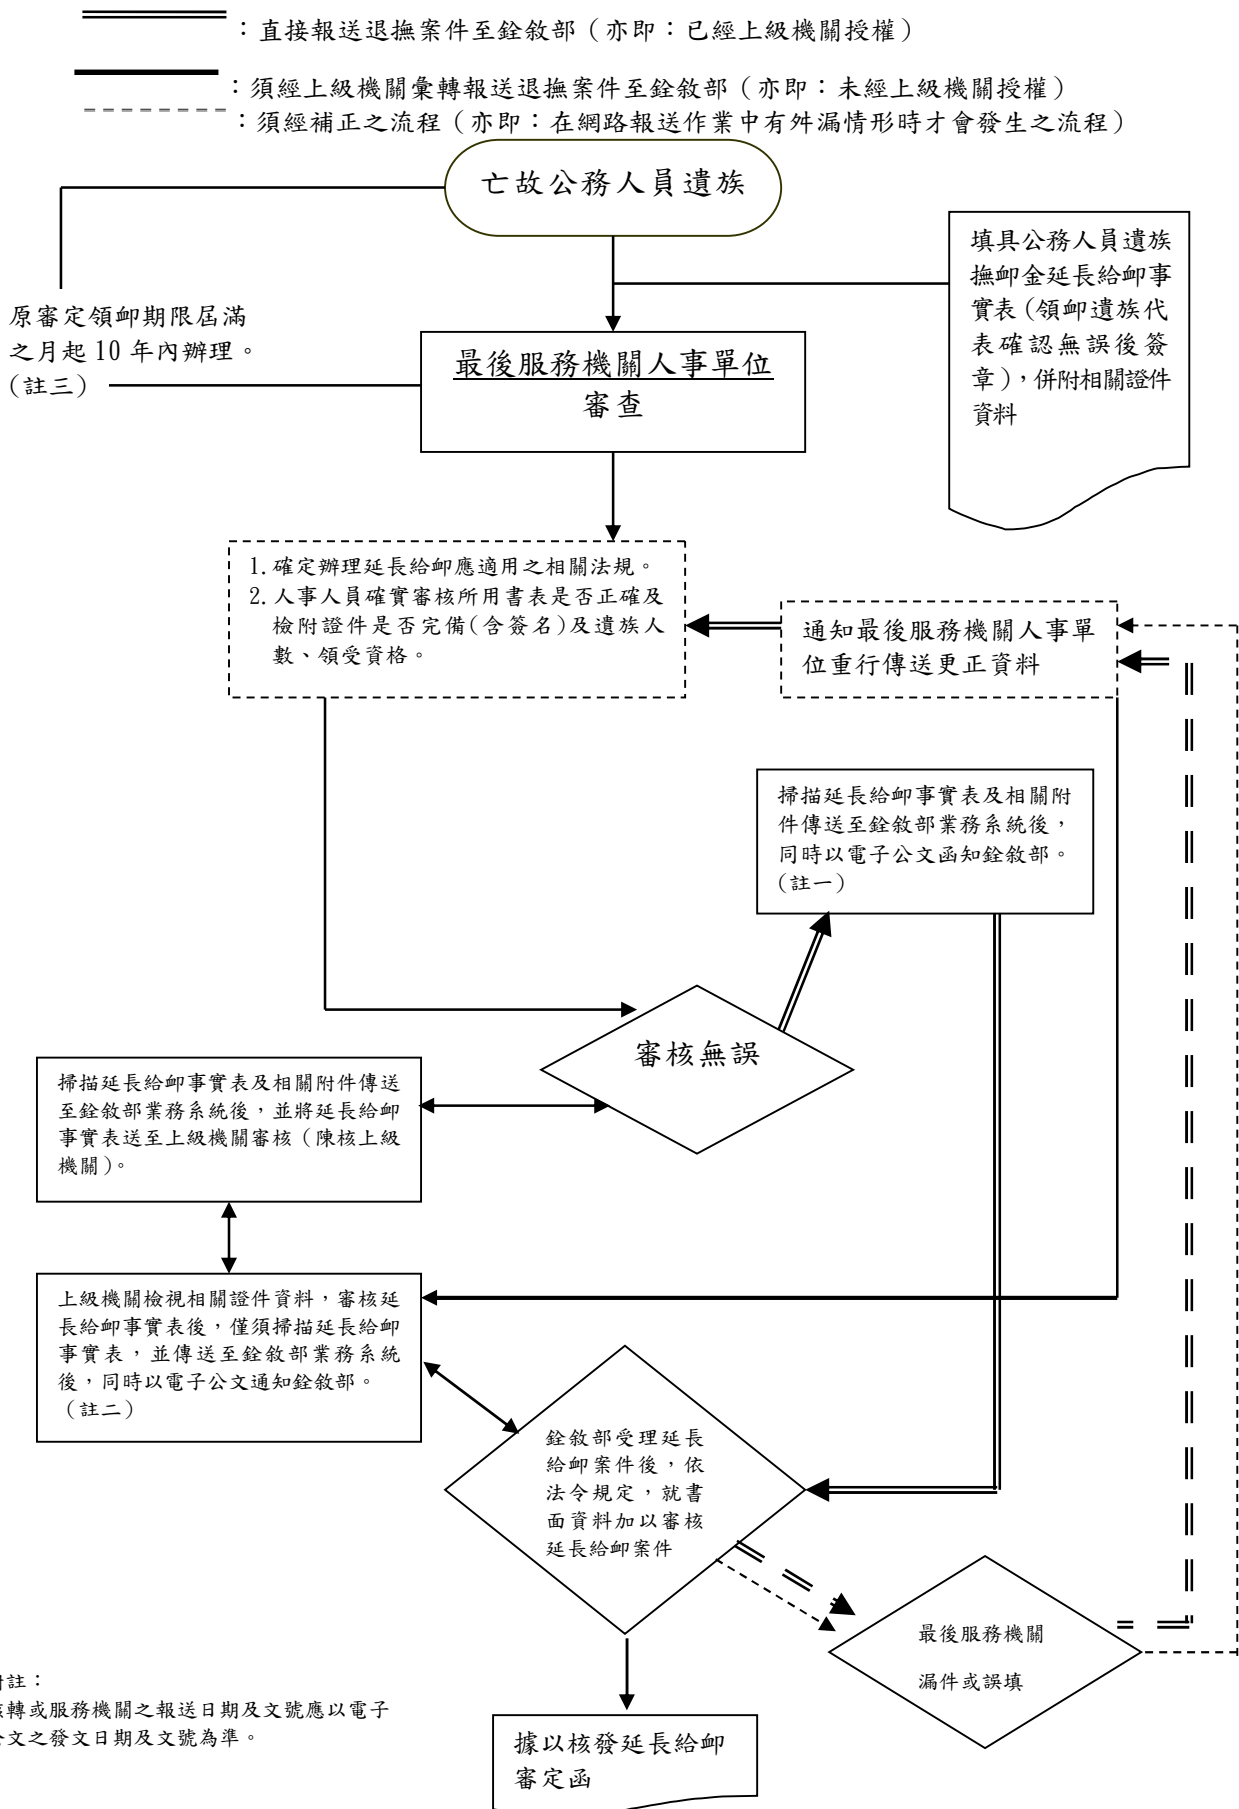 ：直接報送退撫案件至銓敘部（亦即：已經上級機關授權）
：須經上級機關彙轉報送退撫案件至銓敘部（亦即：未經上級機關授權）
：須經補正之流程（亦即：在網路報送作業中有舛漏情形時才會發生之流程）
亡故公務人員遺族
填具公務人員遺族
撫卹金延長給卹事
實表(領卹遺族代
表確認無誤後簽
章)，併附相關證件
資料
原審定領卹期限屆滿
之月起 10 年內辦理。
(註三)
最後服務機關人事單位
審查
1. 確定辦理延長給卹應適用之相關法規。
2. 人事人員確實審核所用書表是否正確及
檢附證件是否完備(含簽名)及遺族人
數、領受資格。
通知最後服務機關人事單
位重行傳送更正資料
掃描延長給卹事實表及相關附
件傳送至銓敘部業務系統後，
同時以電子公文函知銓敘部。
(註一)
審核無誤
掃描延長給卹事實表及相關附件傳送
至銓敘部業務系統後，並將延長給卹
事實表送至上級機關審核（陳核上級
機關)。
上級機關檢視相關證件資料，審核延
長給卹事實表後，僅須掃描延長給卹
事實表，並傳送至銓敘部業務系統
後，同時以電子公文通知銓敘部。
（註二）
銓敘部受理延長
給卹案件後，依
法令規定，就書
面資料加以審核
延長給卹案件
最後服務機關
漏件或誤填
附註：
核轉或服務機關之報送日期及文號應以電子
公文之發文日期及文號為準。
據以核發延長給卹
審定函